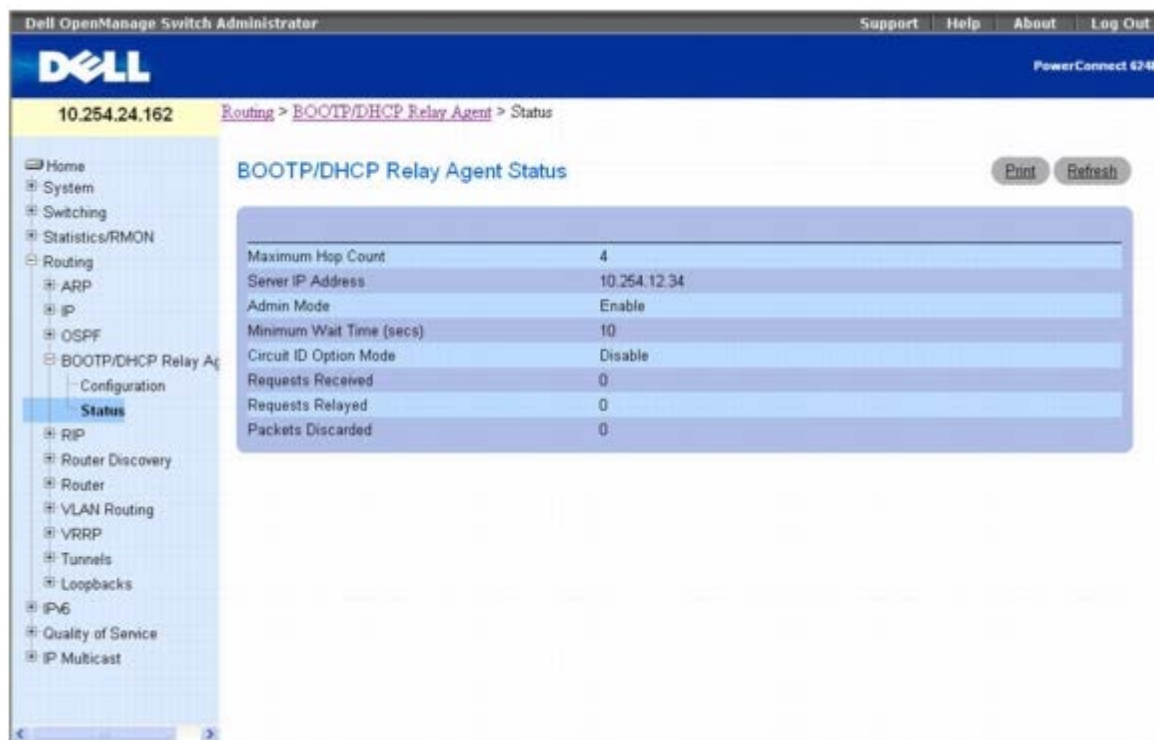 Dell OpenManage Switch Administrator
Support Help About Log Out
DELL
PowerConnect 624
10.254.24.162
Routing > BOOTP/DHCP Relay Agent > Status
Home
System
Switching
Statistics/RMON
Routing
ARP
IP
OSPF
BOOTP/DHCP Relay Ag
Configuration
Status
RIP
Router Discovery
Router
VLAN Routing
VRRP
Tunnels
Loopbacks
IPv6
Quality of Service
IP Multicast
BOOTP/DHCP Relay Agent Status
Print Refresh
Maximum Hop Count 4
Server IP Address 10.254.12.34
Admin Mode Enable
Minimum Wait Time (secs) 10
Circuit ID Option Mode Disable
Requests Received 0
Requests Relayed 0
Packets Discarded 0